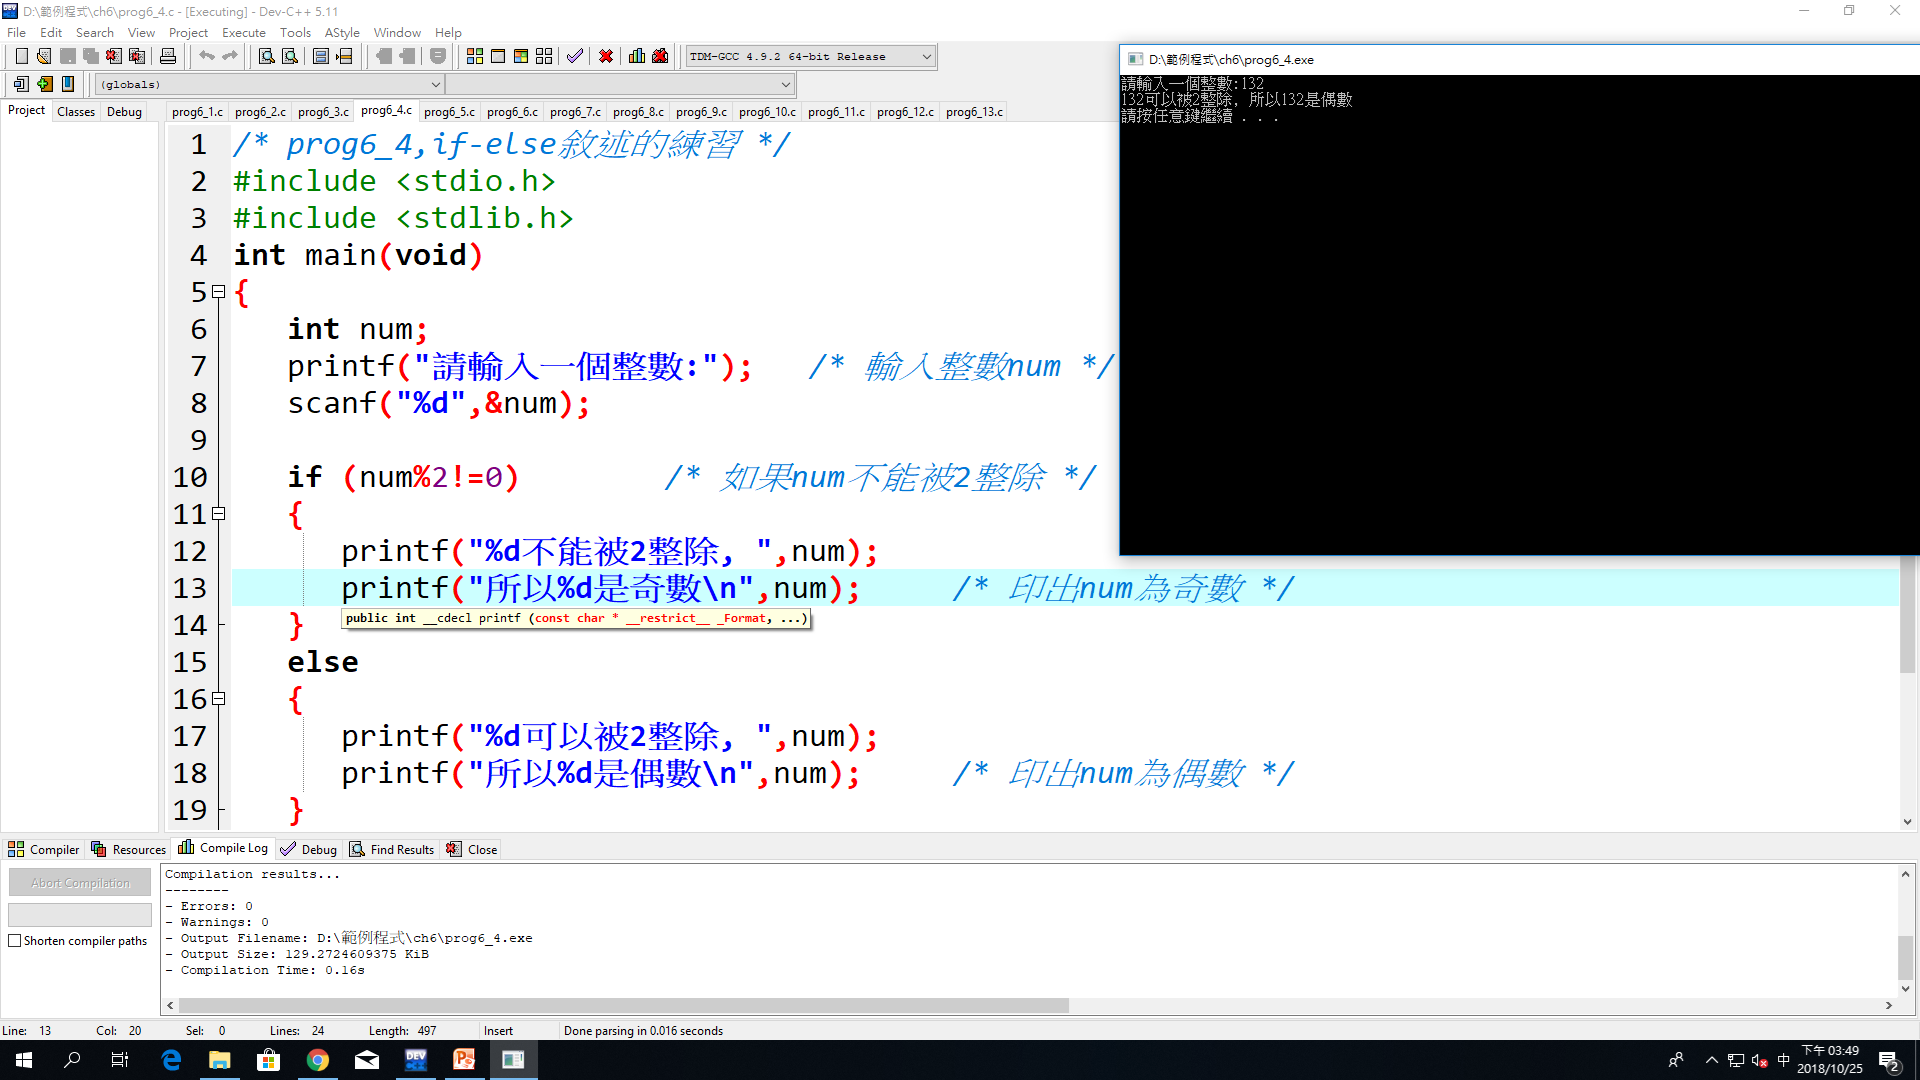 D:\範例程式\ch6\prog6_4.c - [Executing] - Dev-C++ 5.11
File Edit Search View Project Execute Tools AStyle Window Help
TDM-GCC 4.9.2 64-bit Release
(globals)
Project Classes Debug
prog6_1.c prog6_2.c prog6_3.c prog6_4.c prog6_5.c prog6_6.c prog6_7.c prog6_8.c prog6_9.c prog6_10.c prog6_11.c prog6_12.c prog6_13.c
1 /* prog6_4,if-else敘述的練習 */
2 #include <stdio.h>
3 #include <stdlib.h>
4 int main(void)
5 {
6 int num;
7 printf("請輸入一個整數:"); /* 輸入整數num */
8 scanf("%d",&num);
9
10 if (num%2!=0) /* 如果num不能被2整除 */
11 {
12 printf("%d不能被2整除, ",num);
13 printf("所以%d是奇數\n",num); /* 印出num為奇數 */
14 }
public int __cdecl printf (const char * __restrict__ _Format, ...)
15 else
16 {
17 printf("%d可以被2整除, ",num);
18 printf("所以%d是偶數\n",num); /* 印出num為偶數 */
19 }
D:\範例程式\ch6\prog6_4.exe
請輸入一個整數:132
132可以被2整除, 所以132是偶數
請按任意鍵繼續 . . .
Compiler Resources Compile Log Debug Find Results Close
Abort Compilation
Shorten compiler paths
Compilation results...
--------
- Errors: 0
- Warnings: 0
- Output Filename: D:\範例程式\ch6\prog6_4.exe
- Output Size: 129.2724609375 KiB
- Compilation Time: 0.16s
Line: 13 Col: 20 Sel: 0 Lines: 24 Length: 497 Insert Done parsing in 0.016 seconds
DEV
中
下午 03:49
2018/10/25
2